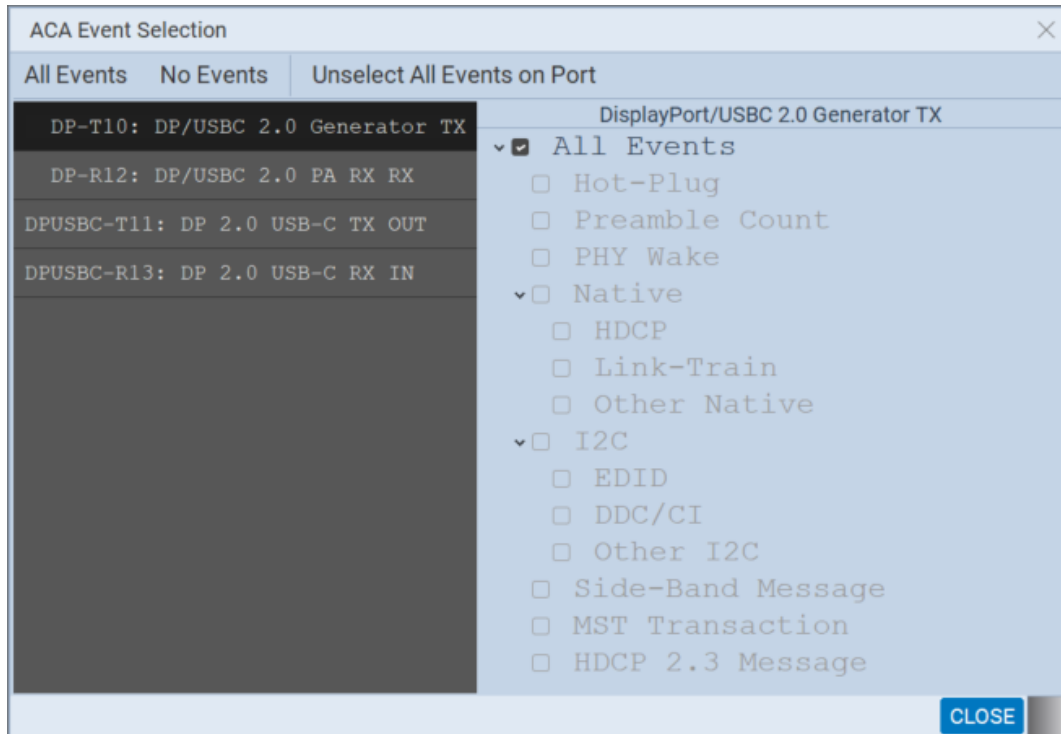 ACA Event Selection
All Events No Events Unselect All Events on Port
DP-T10: DP/USBC 2.0 Generator TX
DP-R12: DP/USBC 2.0 PA RX RX
DPUSBC-T11: DP 2.0 USB-C TX OUT
DPUSBC-R13: DP 2.0 USB-C RX IN
DisplayPort/USBC 2.0 Generator TX
All Events
Hot-Plug
Preamble Count
PHY Wake
Native
HDCP
Link-Train
Other Native
I2C
EDID
DDC/CI
Other I2C
Side-Band Message
MST Transaction
HDCP 2.3 Message
CLOSE